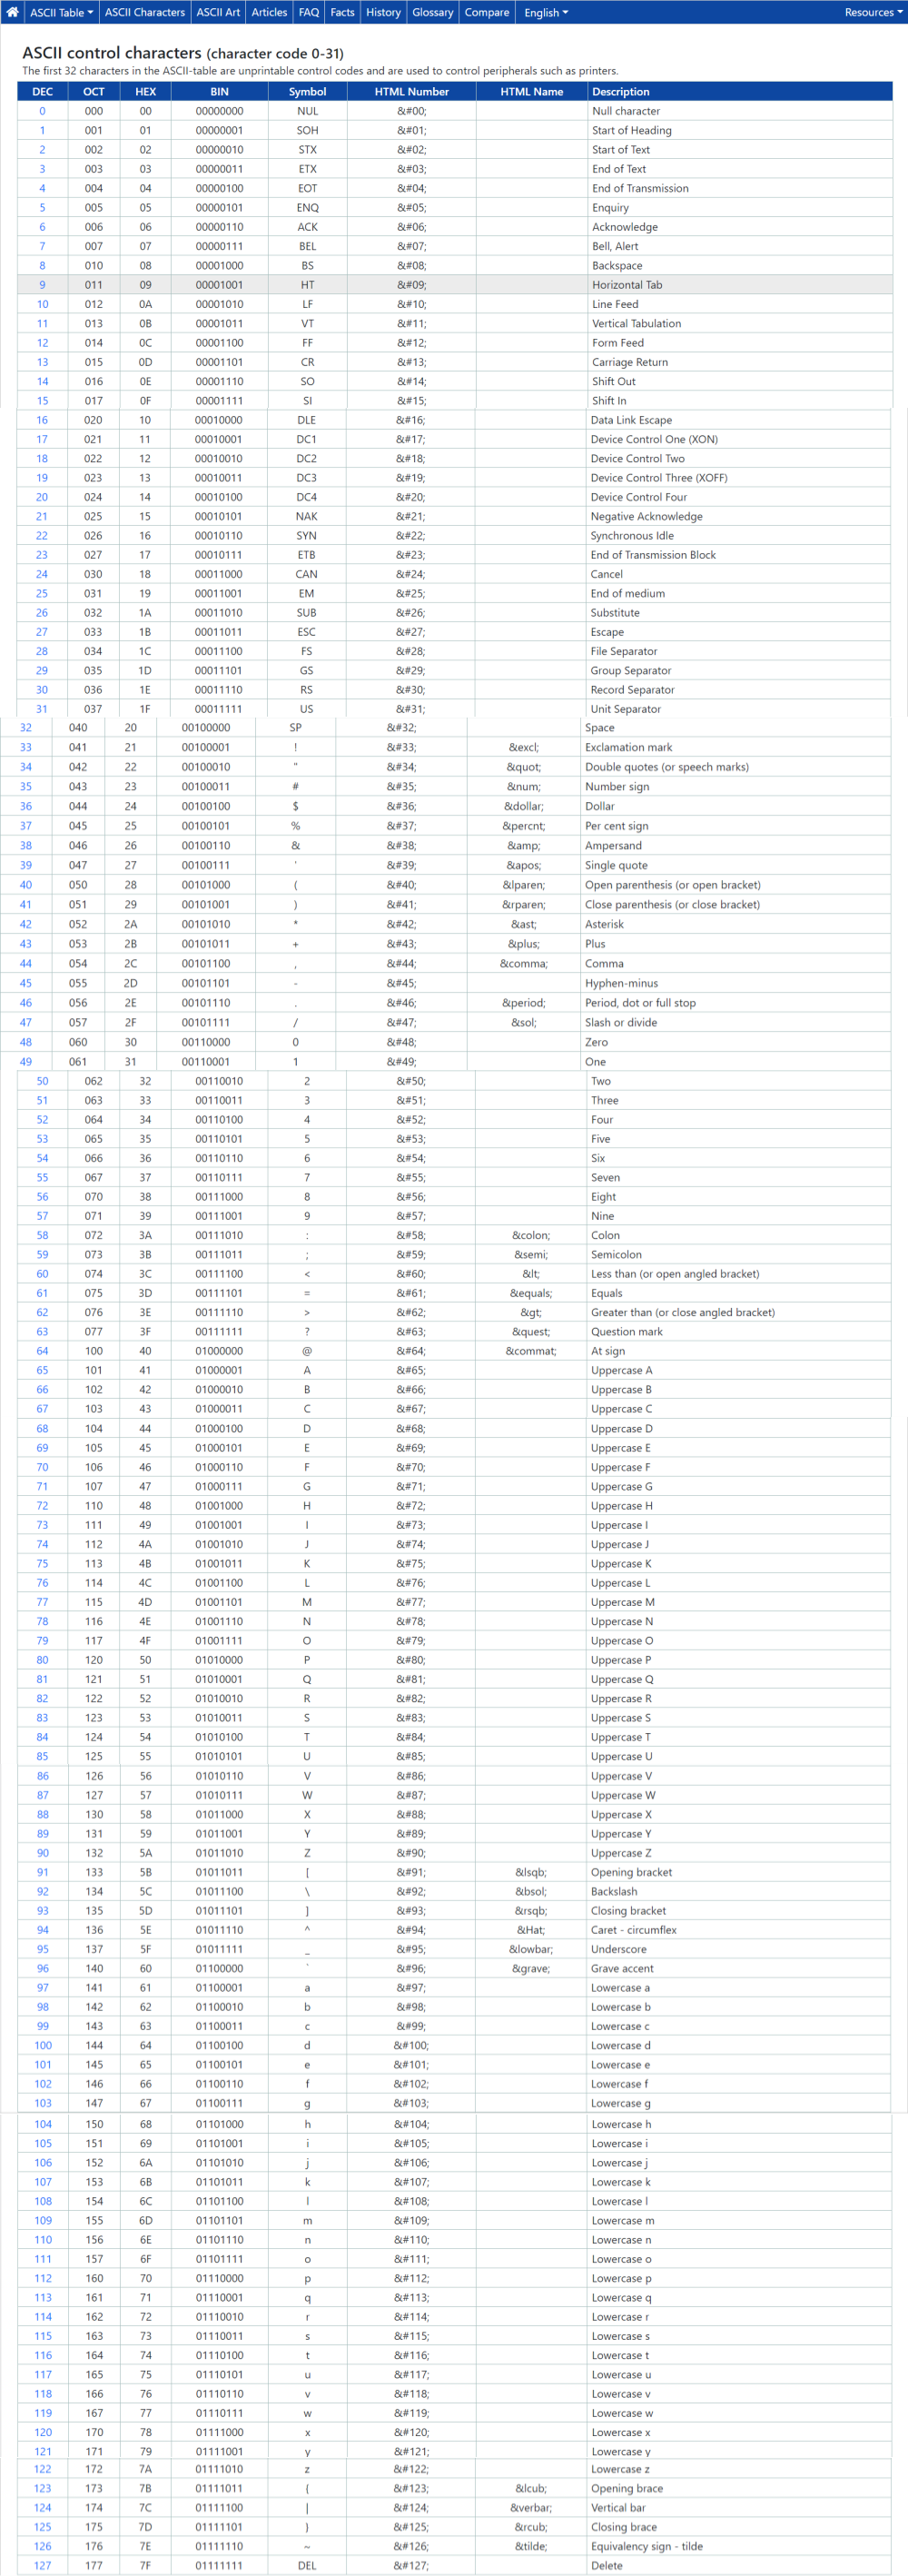 ASCII Table ASCII Characters ASCII Art Articles FAQ Facts History Glossary Compare English Resources
ASCII control characters (character code 0-31)
The first 32 characters in the ASCII-table are unprintable control codes and are used to control peripherals such as printers.
DEC OCT HEX BIN Symbol HTML Number HTML Name Description
0 000 00 00000000 NUL &#00; Null character
1 001 01 00000001 SOH &#01; Start of Heading
2 002 02 00000010 STX &#02; Start of Text
3 003 03 00000011 ETX &#03; End of Text
4 004 04 00000100 EOT &#04; End of Transmission
5 005 05 00000101 ENQ &#05; Enquiry
6 006 06 00000110 ACK &#06; Acknowledge
7 007 07 00000111 BEL &#07; Bell, Alert
8 010 08 00001000 BS &#08; Backspace
9 011 09 00001001 HT &#09; Horizontal Tab
10 012 0A 00001010 LF &#10; Line Feed
11 013 0B 00001011 VT &#11; Vertical Tabulation
12 014 0C 00001100 FF &#12; Form Feed
13 015 0D 00001101 CR &#13; Carriage Return
14 016 0E 00001110 SO &#14; Shift Out
15 017 0F 00001111 SI &#15; Shift In
16 020 10 00010000 DLE &#16; Data Link Escape
17 021 11 00010001 DC1 &#17; Device Control One (XON)
18 022 12 00010010 DC2 &#18; Device Control Two
19 023 13 00010011 DC3 &#19; Device Control Three (XOFF)
20 024 14 00010100 DC4 &#20; Device Control Four
21 025 15 00010101 NAK &#21; Negative Acknowledge
22 026 16 00010110 SYN &#22; Synchronous Idle
23 027 17 00010111 ETB &#23; End of Transmission Block
24 030 18 00011000 CAN &#24; Cancel
25 031 19 00011001 EM &#25; End of medium
26 032 1A 00011010 SUB &#26; Substitute
27 033 1B 00011011 ESC &#27; Escape
28 034 1C 00011100 FS &#28; File Separator
29 035 1D 00011101 GS &#29; Group Separator
30 036 1E 00011110 RS &#30; Record Separator
31 037 1F 00011111 US &#31; Unit Separator
32 040 20 00100000 SP &#32; Space
33 041 21 00100001 ! &#33; &excl; Exclamation mark
34 042 22 00100010 " &#34; &quot; Double quotes (or speech marks)
35 043 23 00100011 # &#35; &num; Number sign
36 044 24 00100100 $ &#36; &dollar; Dollar
37 045 25 00100101 % &#37; &percnt; Per cent sign
38 046 26 00100110 & &#38; &amp; Ampersand
39 047 27 00100111 ' &#39; &apos; Single quote
40 050 28 00101000 ( &#40; &lparen; Open parenthesis (or open bracket)
41 051 29 00101001 ) &#41; &rparen; Close parenthesis (or close bracket)
42 052 2A 00101010 * &#42; &ast; Asterisk
43 053 2B 00101011 + &#43; &plus; Plus
44 054 2C 00101100 , &#44; &comma; Comma
45 055 2D 00101101 - &#45; Hyphen-minus
46 056 2E 00101110 . &#46; &period; Period, dot or full stop
47 057 2F 00101111 / &#47; &sol; Slash or divide
48 060 30 00110000 0 &#48; Zero
49 061 31 00110001 1 &#49; One
50 062 32 00110010 2 &#50; Two
51 063 33 00110011 3 &#51; Three
52 064 34 00110100 4 &#52; Four
53 065 35 00110101 5 &#53; Five
54 066 36 00110110 6 &#54; Six
55 067 37 00110111 7 &#55; Seven
56 070 38 00111000 8 &#56; Eight
57 071 39 00111001 9 &#57; Nine
58 072 3A 00111010 : &#58; &colon; Colon
59 073 3B 00111011 ; &#59; &semi; Semicolon
60 074 3C 00111100 < &#60; &lt; Less than (or open angled bracket)
61 075 3D 00111101 = &#61; &equals; Equals
62 076 3E 00111110 > &#62; &gt; Greater than (or close angled bracket)
63 077 3F 00111111 ? &#63; &quest; Question mark
64 100 40 01000000 @ &#64; &commat; At sign
65 101 41 01000001 A &#65; Uppercase A
66 102 42 01000010 B &#66; Uppercase B
67 103 43 01000011 C &#67; Uppercase C
68 104 44 01000100 D &#68; Uppercase D
69 105 45 01000101 E &#69; Uppercase E
70 106 46 01000110 F &#70; Uppercase F
71 107 47 01000111 G &#71; Uppercase G
72 110 48 01001000 H &#72; Uppercase H
73 111 49 01001001 I &#73; Uppercase I
74 112 4A 01001010 J &#74; Uppercase J
75 113 4B 01001011 K &#75; Uppercase K
76 114 4C 01001100 L &#76; Uppercase L
77 115 4D 01001101 M &#77; Uppercase M
78 116 4E 01001110 N &#78; Uppercase N
79 117 4F 01001111 O &#79; Uppercase O
80 120 50 01010000 P &#80; Uppercase P
81 121 51 01010001 Q &#81; Uppercase Q
82 122 52 01010010 R &#82; Uppercase R
83 123 53 01010011 S &#83; Uppercase S
84 124 54 01010100 T &#84; Uppercase T
85 125 55 01010101 U &#85; Uppercase U
86 126 56 01010110 V &#86; Uppercase V
87 127 57 01010111 W &#87; Uppercase W
88 130 58 01011000 X &#88; Uppercase X
89 131 59 01011001 Y &#89; Uppercase Y
90 132 5A 01011010 Z &#90; Uppercase Z
91 133 5B 01011011 [ &#91; &lsqb; Opening bracket
92 134 5C 01011100 \ &#92; &bsol; Backslash
93 135 5D 01011101 ] &#93; &rsqb; Closing bracket
94 136 5E 01011110 ^ &#94; &Hat; Caret - circumflex
95 137 5F 01011111 _ &#95; &lowbar; Underscore
96 140 60 01100000 ` &#96; &grave; Grave accent
97 141 61 01100001 a &#97; Lowercase a
98 142 62 01100010 b &#98; Lowercase b
99 143 63 01100011 c &#99; Lowercase c
100 144 64 01100100 d &#100; Lowercase d
101 145 65 01100101 e &#101; Lowercase e
102 146 66 01100110 f &#102; Lowercase f
103 147 67 01100111 g &#103; Lowercase g
104 150 68 01101000 h &#104; Lowercase h
105 151 69 01101001 i &#105; Lowercase i
106 152 6A 01101010 j &#106; Lowercase j
107 153 6B 01101011 k &#107; Lowercase k
108 154 6C 01101100 l &#108; Lowercase l
109 155 6D 01101101 m &#109; Lowercase m
110 156 6E 01101110 n &#110; Lowercase n
111 157 6F 01101111 o &#111; Lowercase o
112 160 70 01110000 p &#112; Lowercase p
113 161 71 01110001 q &#113; Lowercase q
114 162 72 01110010 r &#114; Lowercase r
115 163 73 01110011 s &#115; Lowercase s
116 164 74 01110100 t &#116; Lowercase t
117 165 75 01110101 u &#117; Lowercase u
118 166 76 01110110 v &#118; Lowercase v
119 167 77 01110111 w &#119; Lowercase w
120 170 78 01111000 x &#120; Lowercase x
121 171 79 01111001 y &#121; Lowercase y
122 172 7A 01111010 z &#122; Lowercase z
123 173 7B 01111011 { &#123; &lcub; Opening brace
124 174 7C 01111100 | &#124; &verbar; Vertical bar
125 175 7D 01111101 } &#125; &rcub; Closing brace
126 176 7E 01111110 ~ &#126; &tilde; Equivalency sign - tilde
127 177 7F 01111111 DEL &#127; Delete